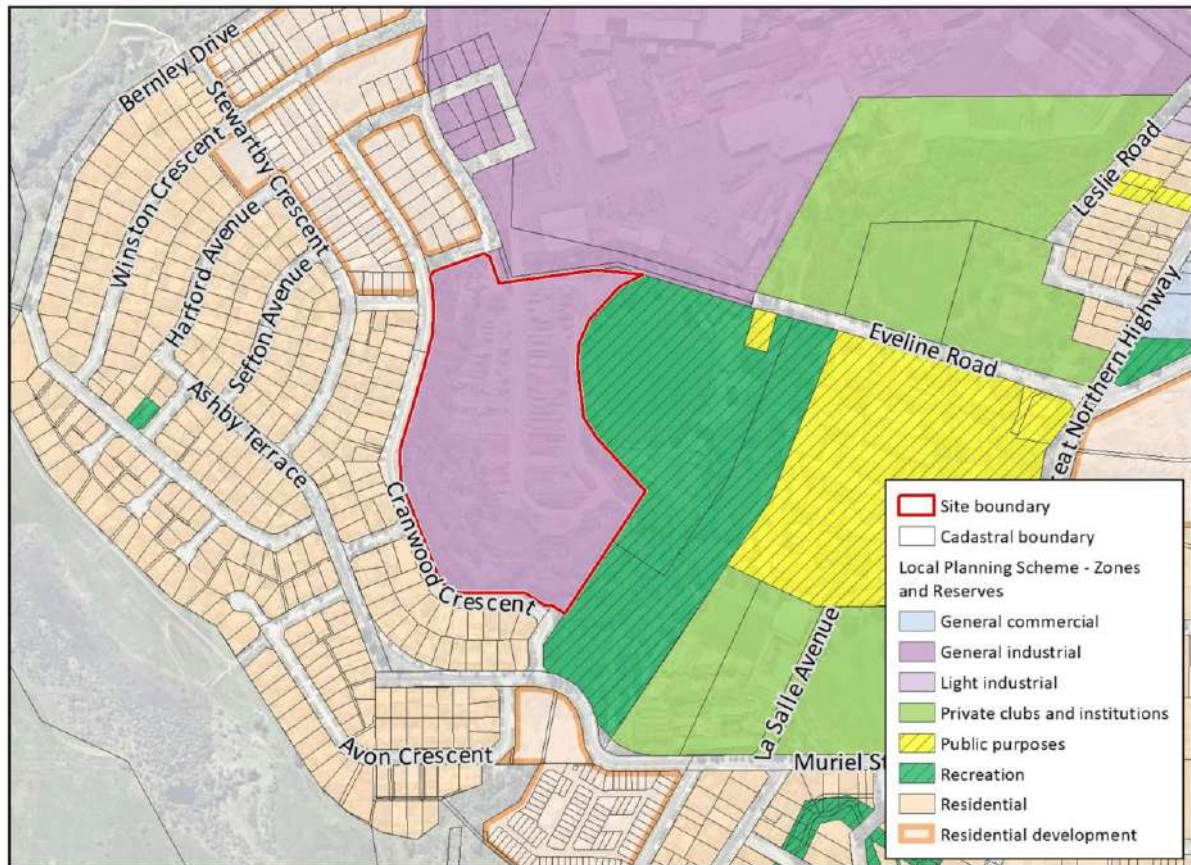 Bernley Drive
Stewartby Crescent
Winston Crescent
Harford Avenue
Sefton Avenue
Ashby Terrace
Cranwood Crescent
Avon Crescent
Leslie Road
Eveline Road
eat Northern Highway
La Salle Avenue
Muriel St
Site boundary
Cadastral boundary
Local Planning Scheme - Zones
and Reserves
General commercial
General industrial
Light industrial
Private clubs and institutions
Public purposes
Recreation
Residential
Residential development